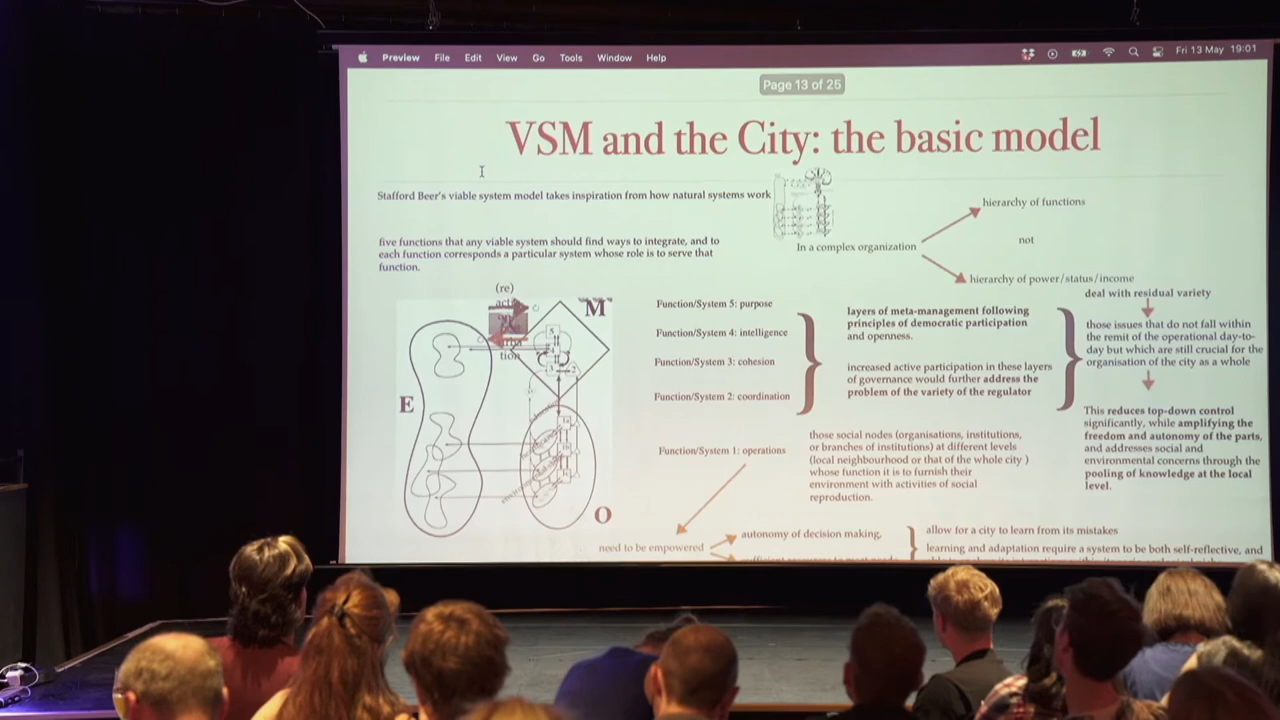 Preview File Edit View Go Tools Window Help
Fri 13 May 19:01
Page 13 of 25
VSM and the City: the basic model
Stafford Beer's viable system model takes inspiration from how natural systems work
five functions that any viable system should find ways to integrate, and to
each function corresponds a particular system whose role is to serve that
function.
In a complex organization
hierarchy of functions
not
hierarchy of power/status/income
(re)
tion
"M"
E
O
5
Function/System 5: purpose
Function/System 4: intelligence
Function/System 3: cohesion
Function/System 2: coordination
layers of meta-management following
principles of democratic participation
and openness.
increased active participation in these layers
of governance would further address the
problem of the variety of the regulator
deal with residual variety
those issues that do not fall within
the remit of the operational day-to-
day but which are still crucial for the
organisation of the city as a whole
This reduces top-down control
significantly, while amplifying the
freedom and autonomy of the parts,
and addresses social and
environmental concerns through the
pooling of knowledge at the local
level.
Function/System 1: operations
those social nodes (organisations, institutions,
or branches of institutions) at different levels
(local neighbourhood or that of the whole city )
whose function it is to furnish their
environment with activities of social
reproduction.
need to be empowered
autonomy of decision making,
allow for a city to learn from its mistakes
learning and adaptation require a system to be both self-reflective, and